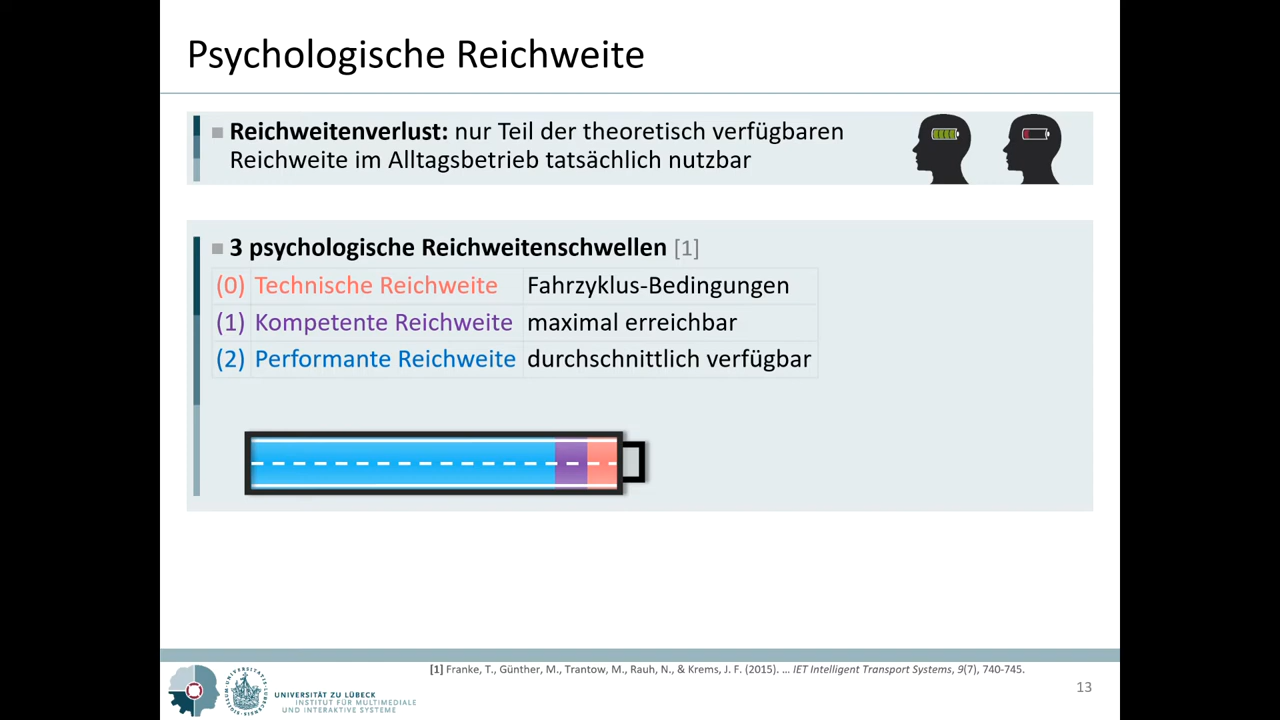 Psychologische Reichweite
Reichweitenverlust: nur Teil der theoretisch verfügbaren
Reichweite im Alltagsbetrieb tatsächlich nutzbar
3 psychologische Reichweitenschwellen [1]
(0) Technische Reichweite Fahrzyklus-Bedingungen
(1) Kompetente Reichweite maximal erreichbar
(2) Performante Reichweite durchschnittlich verfügbar
[1] Franke, T., Günther, M., Trantow, M., Rauh, N., & Krems, J. F. (2015). ... IET Intelligent Transport Systems, 9(7), 740-745.
13
UNIVERSITÄT ZU LÜBECK
INSTITUT FÜR MULTIMEDIALE
UND INTERAKTIVE SYSTEME